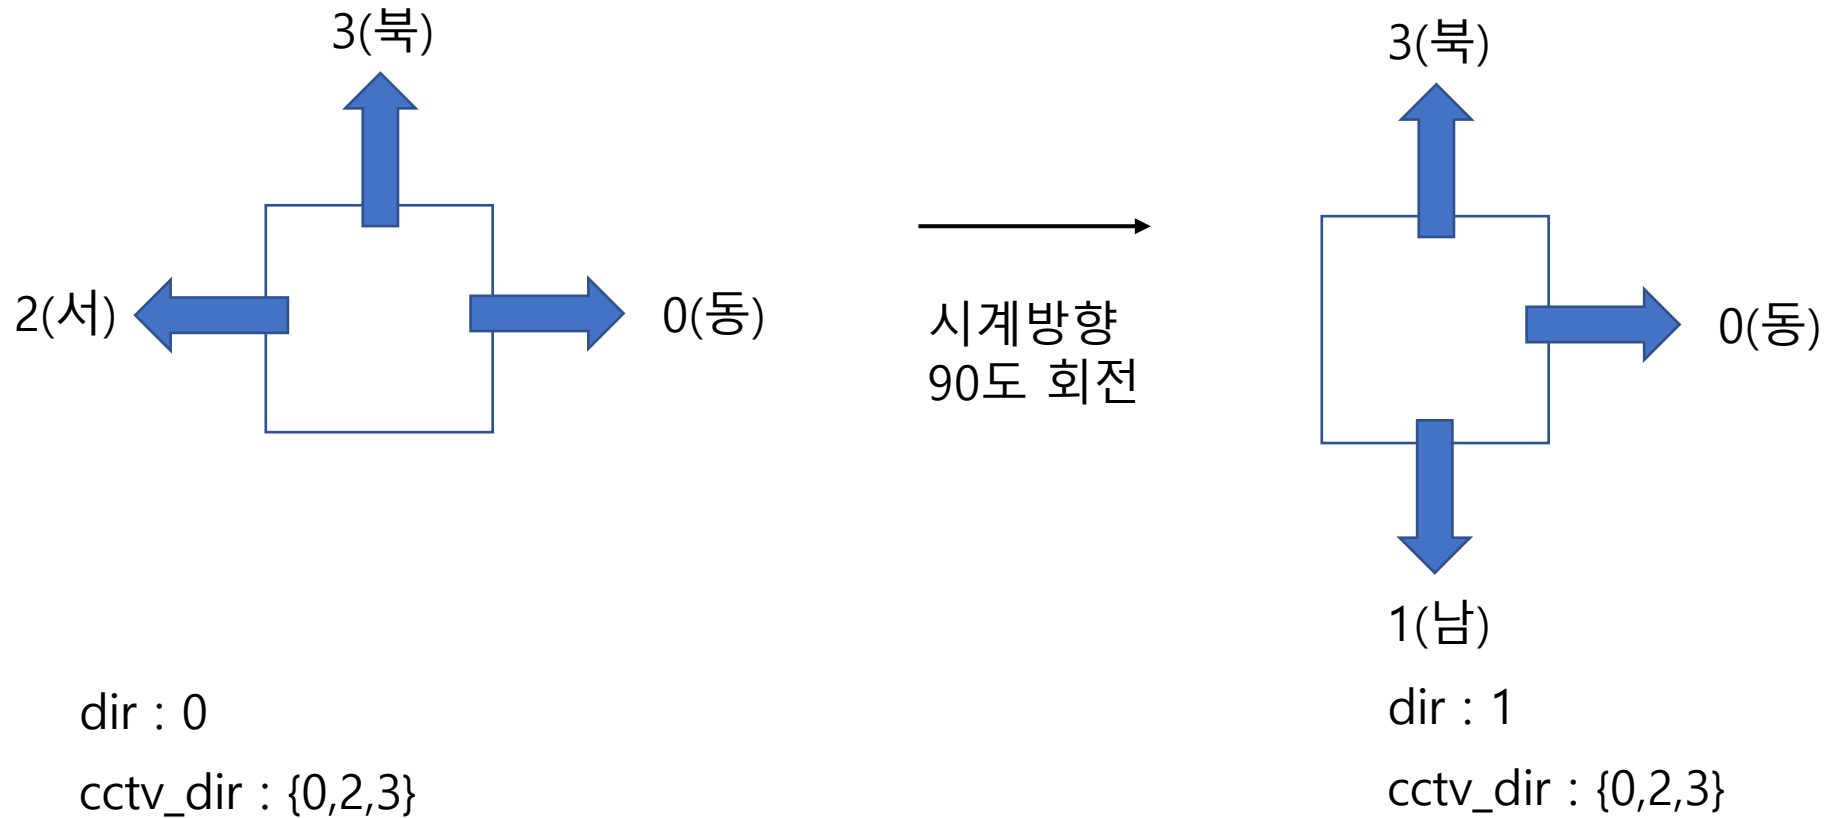 3(북)
2(서)
0(동)
dir : 0
cctv_dir : {0,2,3}
시계방향
90도 회전
3(북)
0(동)
1(남)
dir : 1
cctv_dir : {0,2,3}